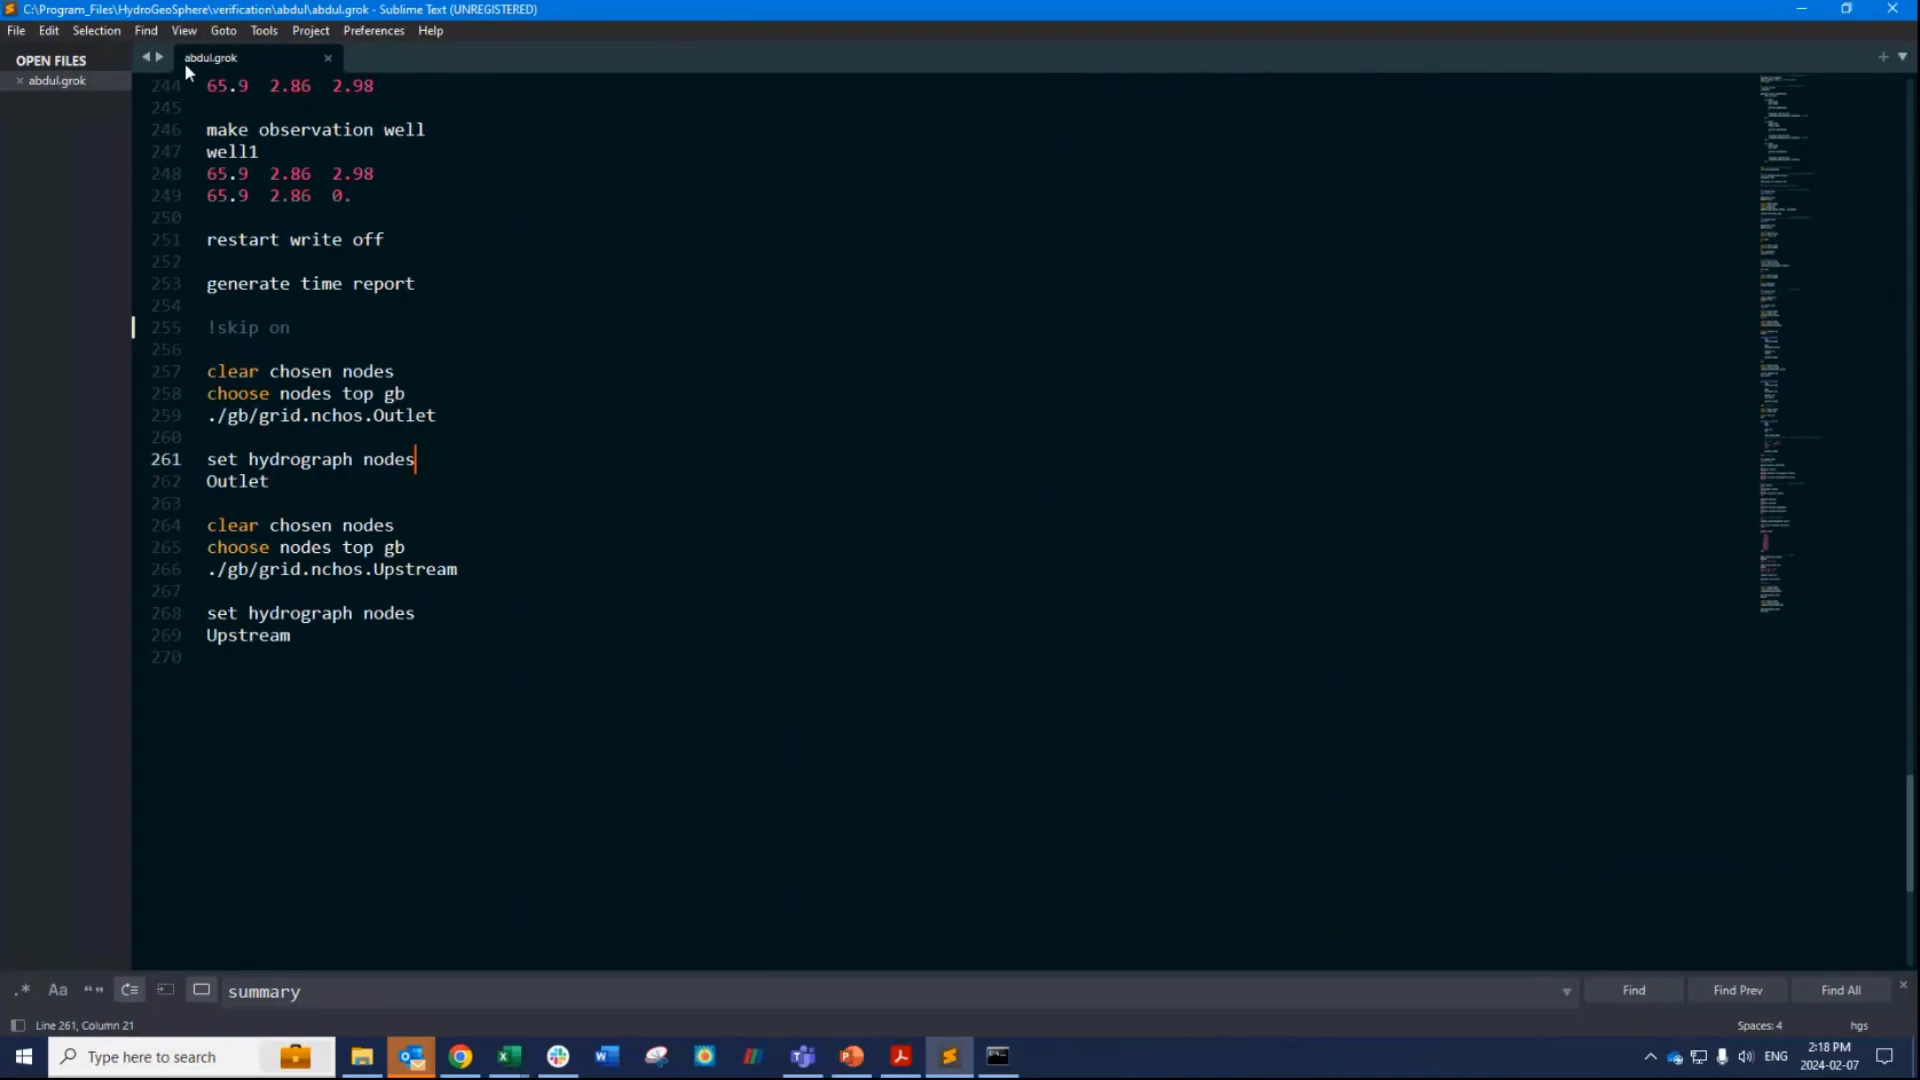 C:\Program_Files\HydroGeoSphere\verification\abdul\abdul.grok - Sublime Text (UNREGISTERED)
File Edit Selection Find View Goto Tools Project Preferences Help
OPEN FILES
abdul.grok
abdul.grok
244 65.9 2.86 2.98
245
246 make observation well
247 well1
248 65.9 2.86 2.98
249 65.9 2.86 0.
250
251 restart write off
252
253 generate time report
254
255 !skip on
256
257 clear chosen nodes
258 choose nodes top gb
259 ./gb/grid.nchos.Outlet
260
261 set hydrograph nodes
262 Outlet
263
264 clear chosen nodes
265 choose nodes top gb
266 ./gb/grid.nchos.Upstream
267
268 set hydrograph nodes
269 Upstream
270
.* Aa “” summary Find Find Prev Find All
Line 261, Column 21 Spaces: 4 hgs
Type here to search ENG 2:18 PM
2024-02-07